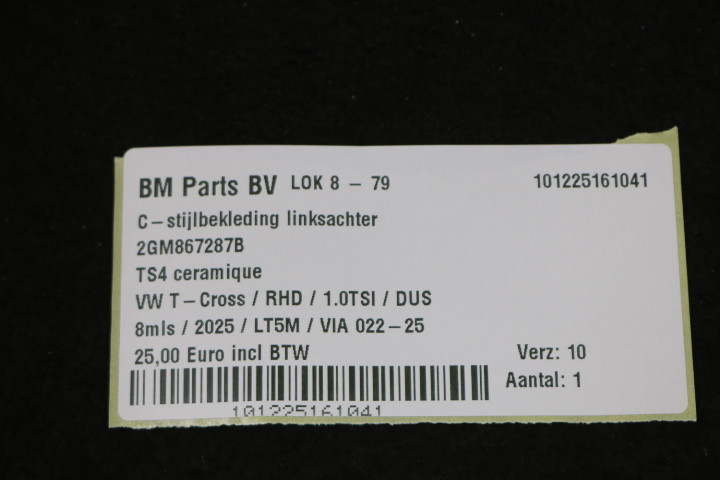 BM Parts BV LOK 8 – 79 101225161041
C–stijlbekleding linksachter
2GM867287B
TS4 ceramique
VW T–Cross / RHD / 1.0TSI / DUS
8mls / 2025 / LT5M / VIA 022–25
25,00 Euro incl BTW Verz: 10
Aantal: 1
101225161041